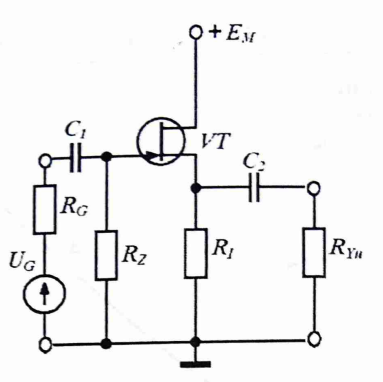 + E_M
C_1
VT
C_2
R_G
R_Z
R_I
R_Yu
U_G